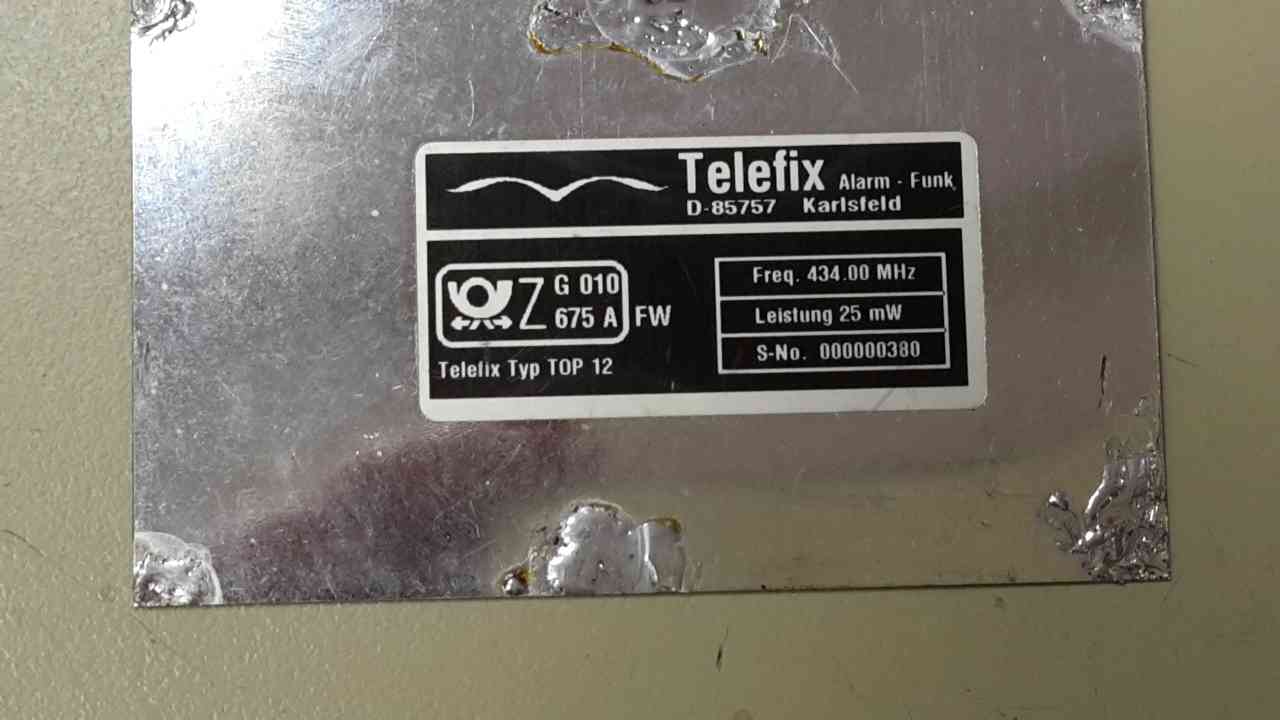 Telefix Alarm - Funk
D-85757 Karlsfeld
Z G 010
675 A FW
Telefix Typ TOP 12
Freq. 434.00 MHz
Leistung 25 mW
S-No. 000000380